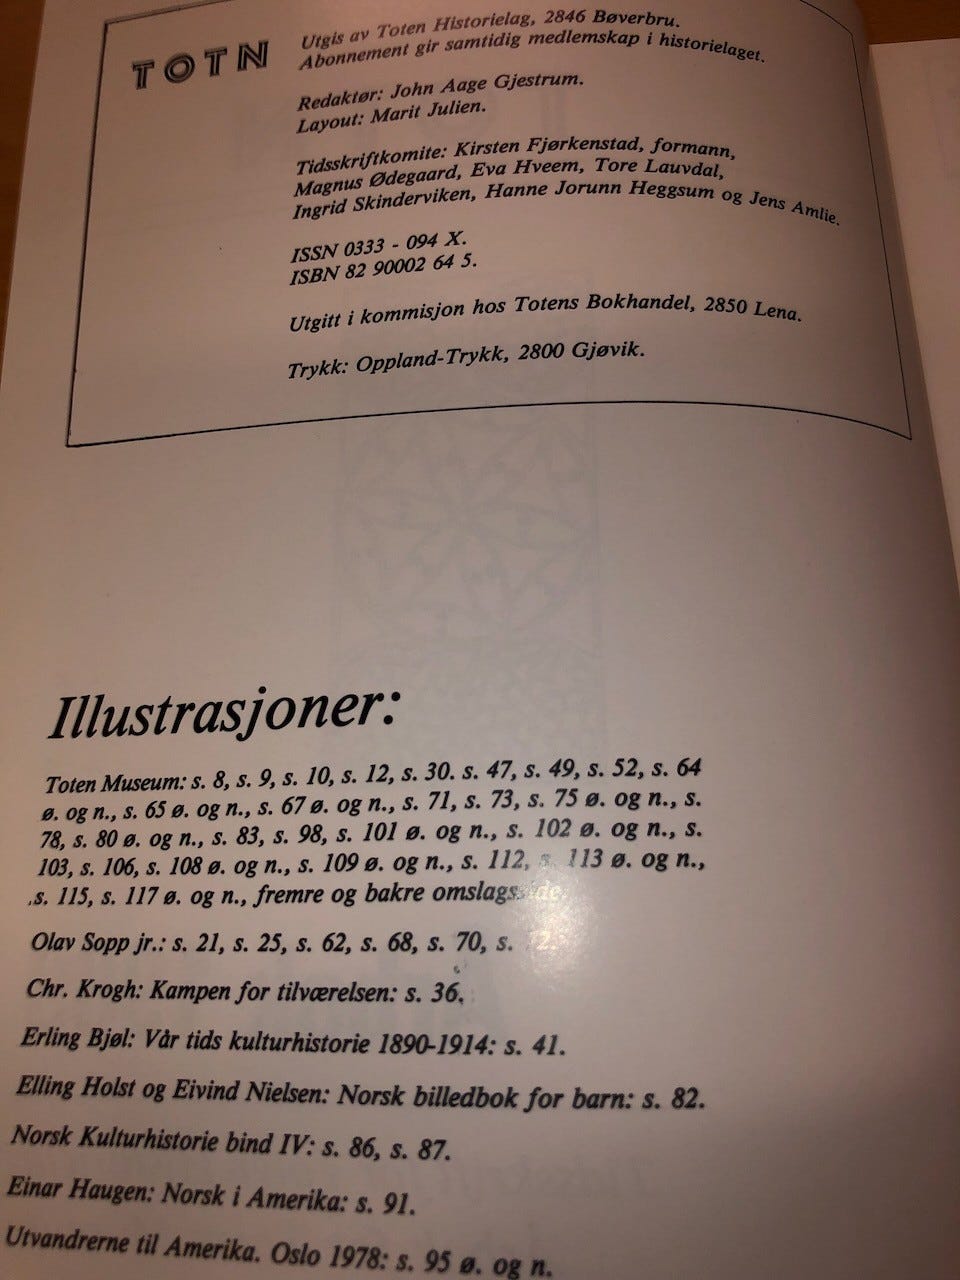 TOTN
Utgis av Toten Historielag, 2846 Bøverbru.
Abonnement gir samtidig medlemskap i historielaget.
Redaktør: John Aage Gjestrum.
Layout: Marit Julien.
Tidsskriftkomite: Kirsten Fjørkenstad, formann,
Magnus Ødegaard, Eva Hveem, Tore Lauvdal,
Ingrid Skinderviken, Hanne Jorunn Heggsum og Jens Amlie.
ISSN 0333 - 094 X.
ISBN 82 90002 64 5.
Utgitt i kommisjon hos Totens Bokhandel, 2850 Lena.
Trykk: Oppland-Trykk, 2800 Gjøvik.
Illustrasjoner:
Toten Museum: s. 8, s. 9, s. 10, s. 12, s. 30. s. 47, s. 49, s. 52, s. 64
ø. og n., s. 65 ø. og n., s. 67 ø. og n., s. 71, s. 73, s. 75 ø. og n., s.
78, s. 80 ø. og n., s. 83, s. 98, s. 101 ø. og n., s. 102 ø. og n., s.
103, s. 106, s. 108 ø. og n., s. 109 ø. og n., s. 112, s. 113 ø. og n.,
s. 115, s. 117 ø. og n., fremre og bakre
Olav Sopp jr.: s. 21, s. 25, s. 62, s. 68, s. 70, s.
Chr. Krogh: Kampen for tilværelsen: s. 36.
Erling Bjøl: Vår tids kulturhistorie 1890-1914: s. 41.
Elling Holst og Eivind Nielsen: Norsk billedbok for barn: s. 82.
Norsk Kulturhistorie bind IV: s. 86, s. 87.
Einar Haugen: Norsk i Amerika: s. 91.
Utvandrerne til Amerika. Oslo 1978: s. 95 ø. og n.